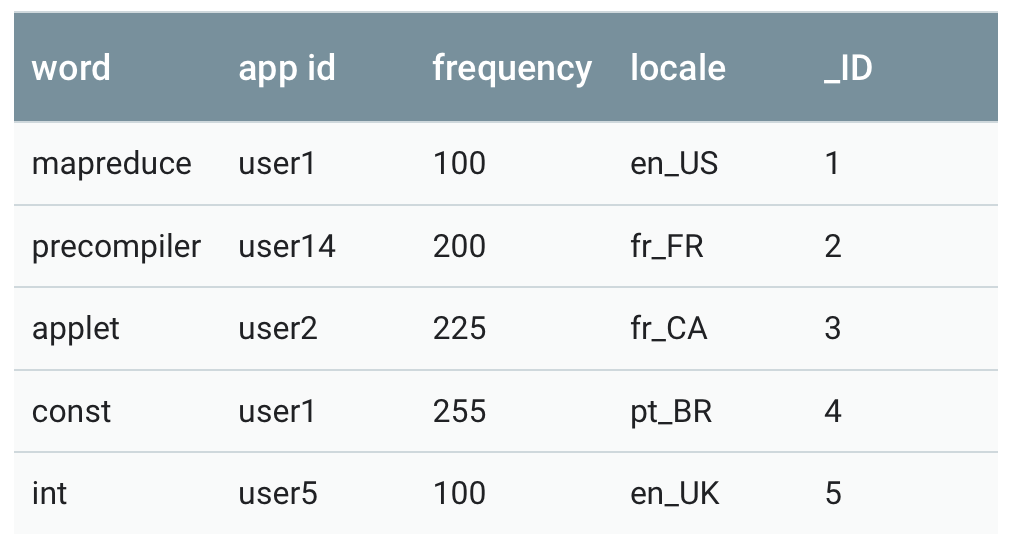 word app id frequency locale _ID
mapreduce user1 100 en_US 1
precompiler user14 200 fr_FR 2
applet user2 225 fr_CA 3
const user1 255 pt_BR 4
int user5 100 en_UK 5